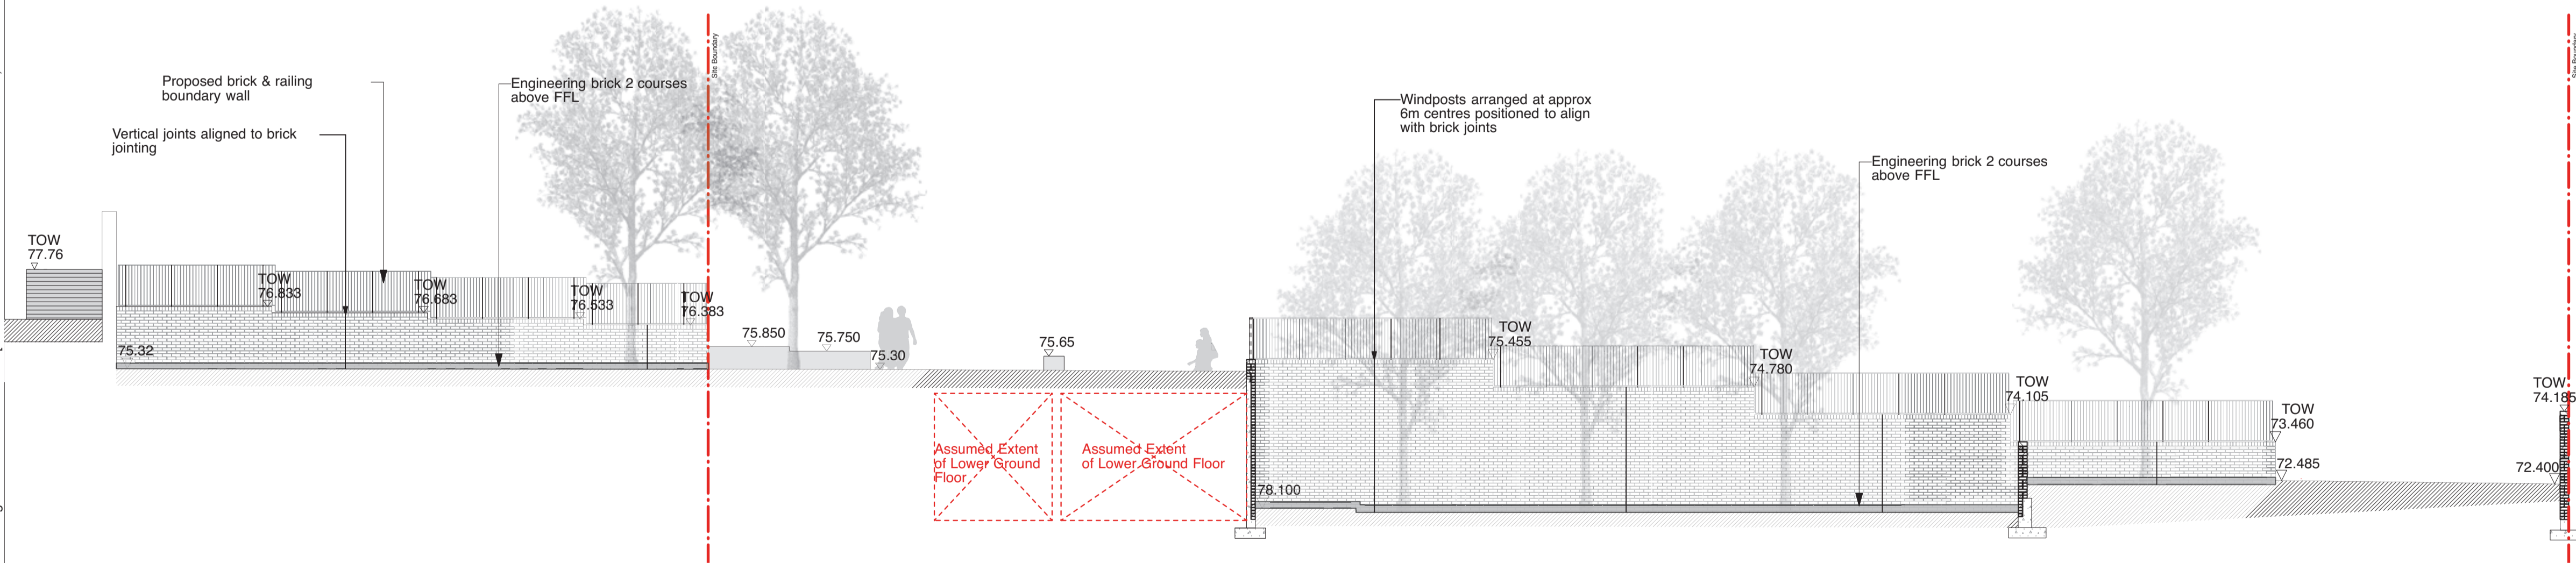 Site Boundary
Proposed brick & railing
boundary wall
Engineering brick 2 courses
above FFL
Vertical joints aligned to brick
jointing
TOW
77.76
TOW
76.833
TOW
76.683
TOW
76.533
TOW
76.383
75.32
75.850
75.750
75.30
75.65
Assumed Extent
of Lower Ground
Floor
Assumed Extent
of Lower Ground Floor
Windposts arranged at approx
6m centres positioned to align
with brick joints
Engineering brick 2 courses
above FFL
TOW
75.455
TOW
74.780
TOW
74.105
TOW
73.460
78.100
72.485
TOW
74.185
72.400
Site Boundary